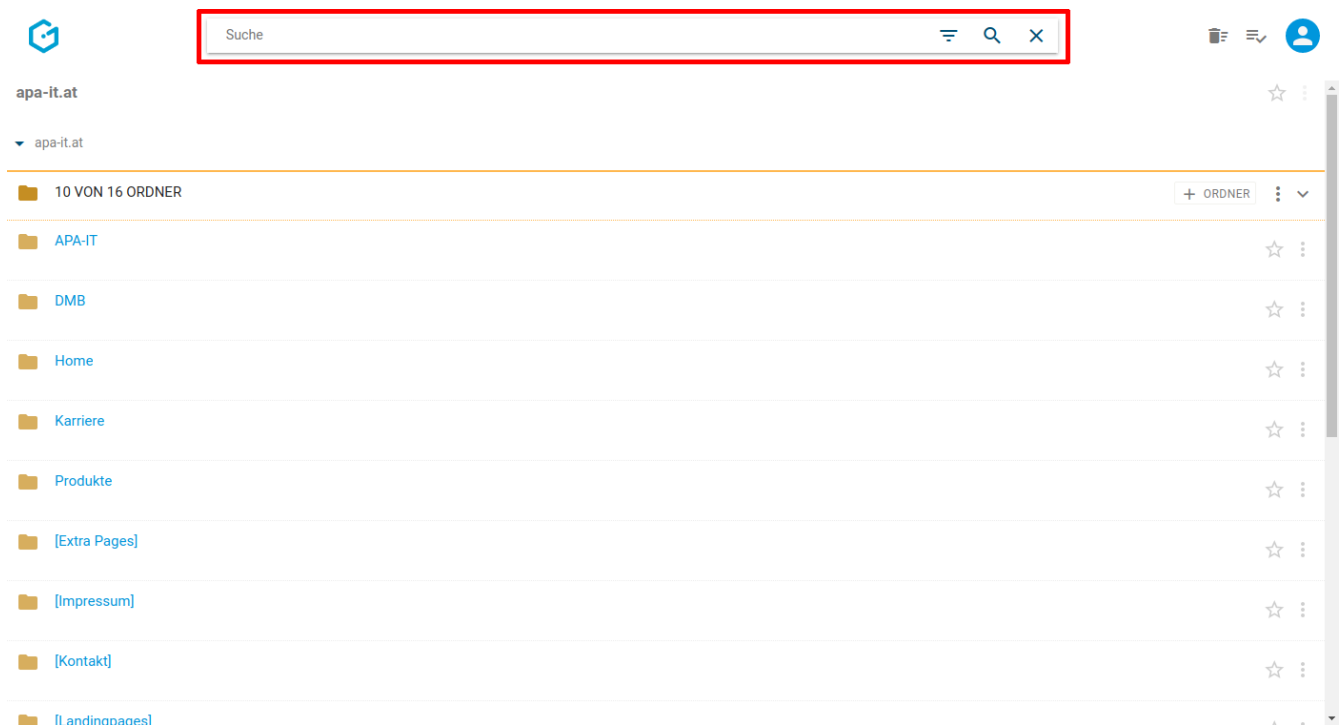 Suche
apa-it.at
apa-it.at
10 VON 16 ORDNER
ORDNER
APA-IT
DMB
Home
Karriere
Produkte
[Extra Pages]
[Impressum]
[Kontakt]
[Landingpages]